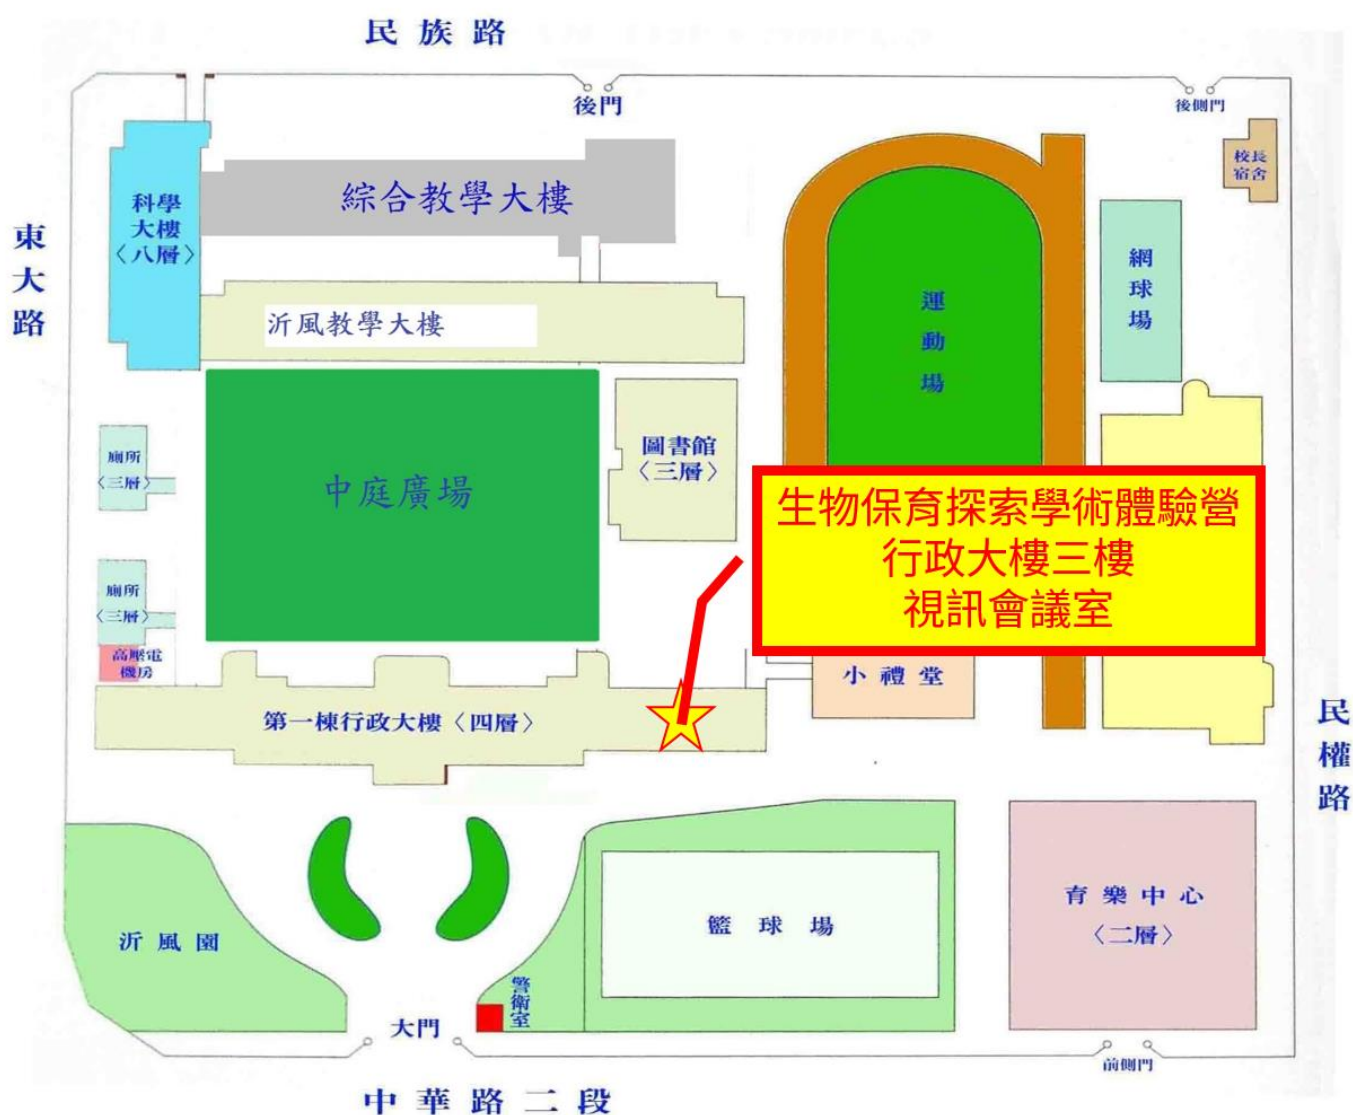 民族路
後門
後側門
校長
宿舍
科學
大樓
〈八層〉
綜合教學大樓
東大路
網球場
運動場
沂風教學大樓
圖書館
〈三層〉
廁所
〈三層〉
中庭廣場
生物保育探索學術體驗營
行政大樓三樓
視訊會議室
廁所
〈三層〉
高壓電
機房
小禮堂
第一棟行政大樓〈四層〉
民權路
育樂中心
〈二層〉
籃球場
沂風園
警衛室
大門
前側門
中華路二段